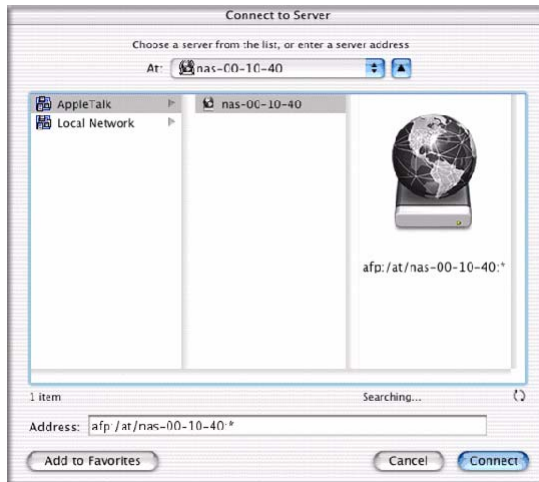 Connect to Server
Choose a server from the list, or enter a server address
At: nas-00-10-40
AppleTalk
Local Network
nas-00-10-40
afp:/at/nas-00-10-40:*
1 item
Searching...
Address: afp:/at/nas-00-10-40:*
Add to Favorites
Cancel
Connect